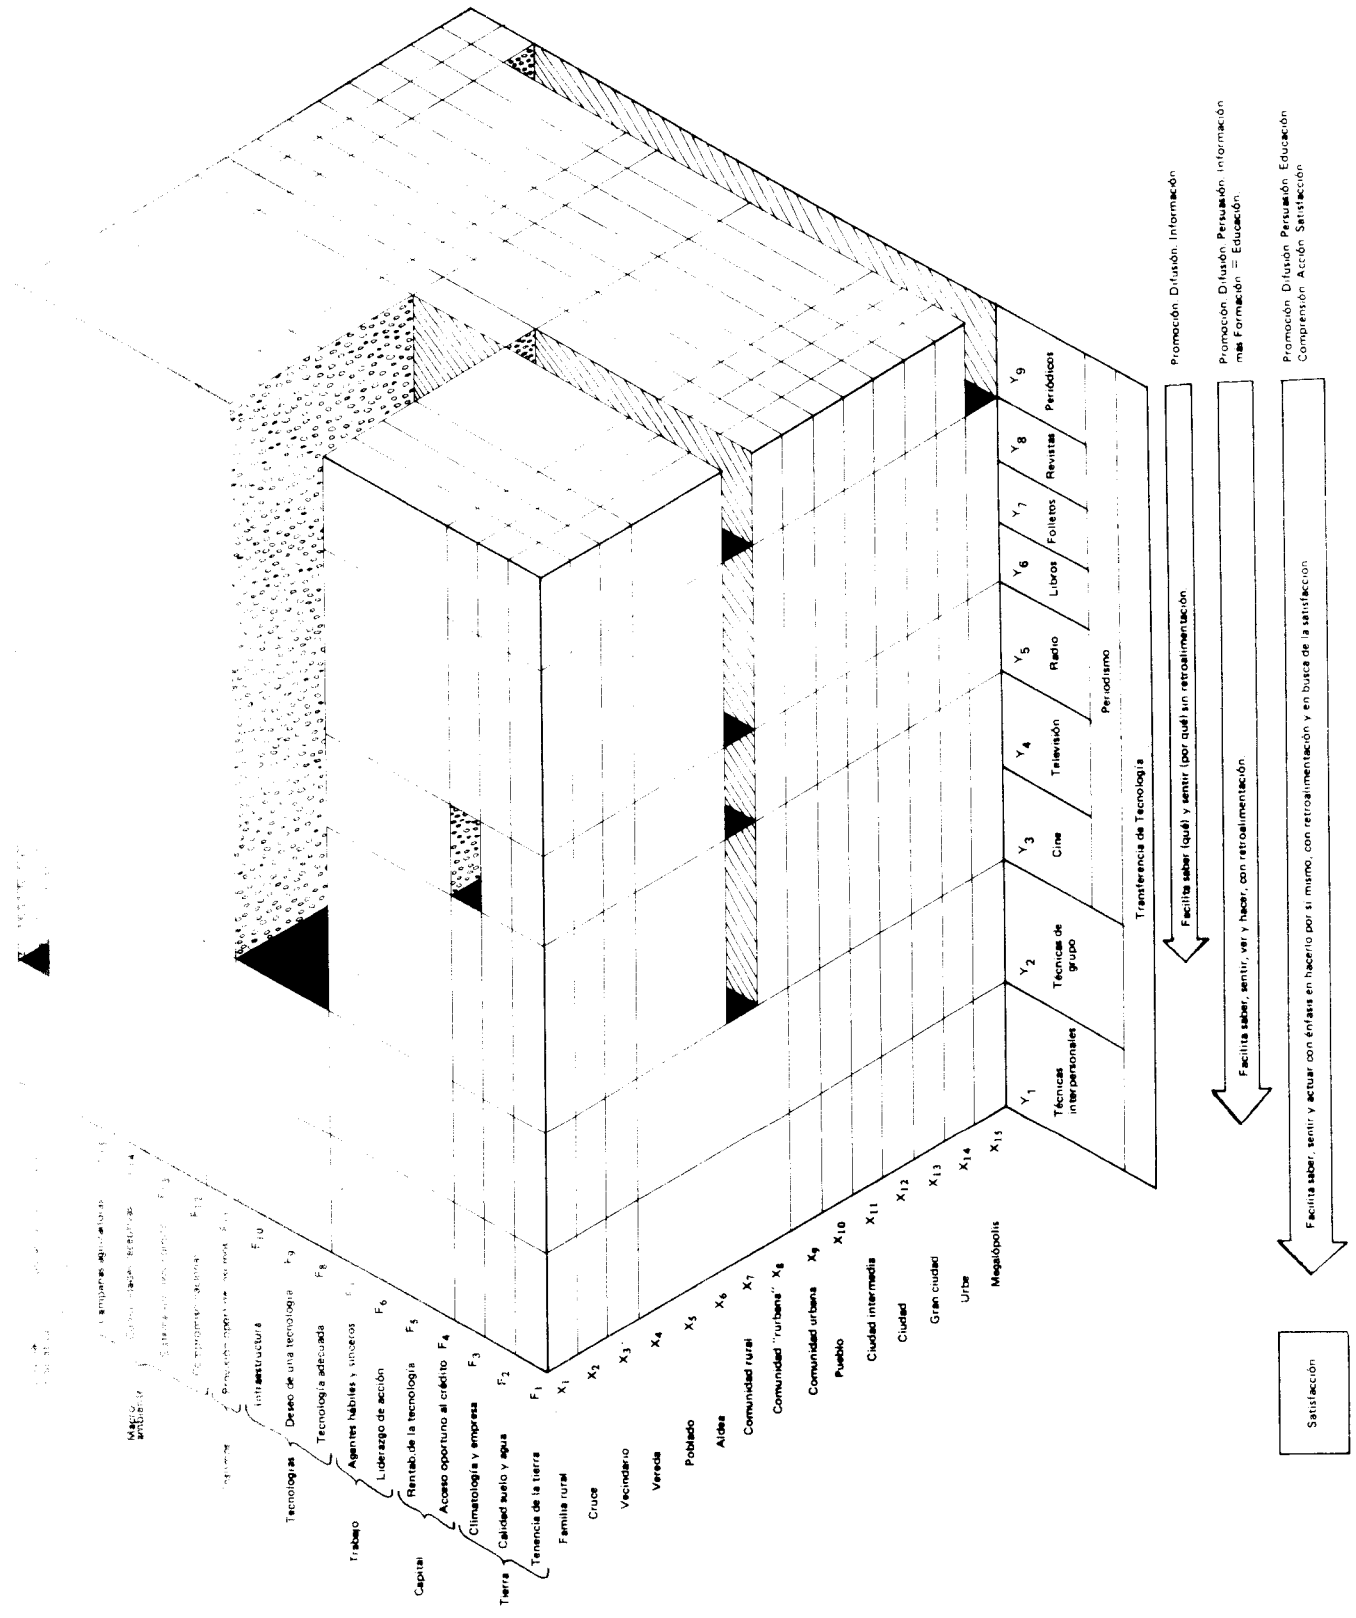 Infraestructura F10
Tecnologías
Deseo de una tecnología F9
Tecnología adecuada F8
Trabajo
Agentes hábiles y sinceros
Liderazgo de acción F6
Capital
Rentab. de la tecnología F5
Acceso oportuno al crédito F4
Tierra
Climatología y empresa F3
Calidad suelo y agua F2
Tenencia de la tierra F1
Familia rural X1
Cruce X2
Vecindario X3
Vereda X4
Poblado X5
Aldea X6
Comunidad rural X7
Comunidad "rurbana" X8
Comunidad urbana X9
Pueblo X10
Ciudad intermedia X11
Ciudad X12
Gran ciudad X13
Urbe X14
Megalópolis X15
Y1
Técnicas
interpersonales
Y2
Técnicas de
grupo
Y3
Cine
Y4
Televisión
Y5
Radio
Y6
Libros
Y7
Folletos
Y8
Revistas
Y9
Periódicos
Periodismo
Transferencia de Tecnología
Facilita saber (qué) y sentir (por qué) sin retroalimentación
Promoción Difusión. Información
Facilita saber, sentir, ver y hacer, con retroalimentación
Promoción Difusión Persuasión. Información
mas Formación = Educación
Facilita saber, sentir y actuar con énfasis en hacerlo por si mismo, con retroalimentación y en busca de la satisfacción
Promoción Difusión Persuasión Educación
Comprensión Acción Satisfacción
Satisfacción